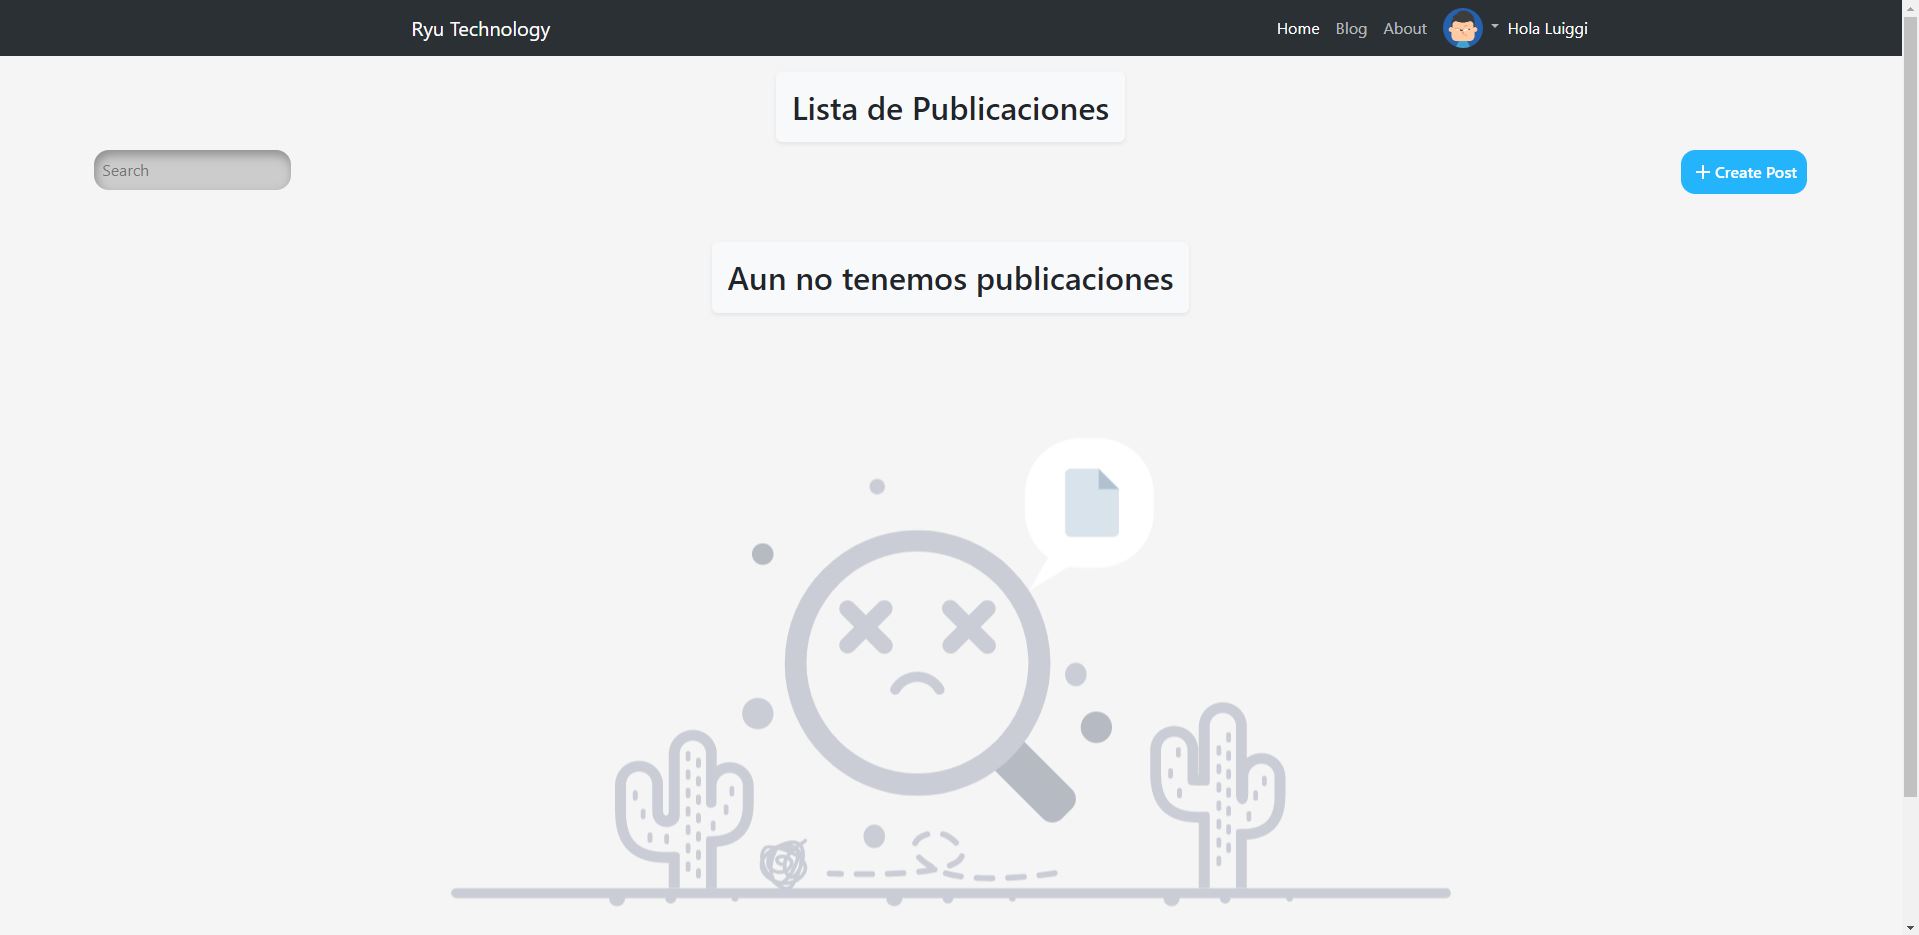 Ryu Technology
Home Blog About Hola Luiggi
Lista de Publicaciones
Search
Create Post
Aun no tenemos publicaciones